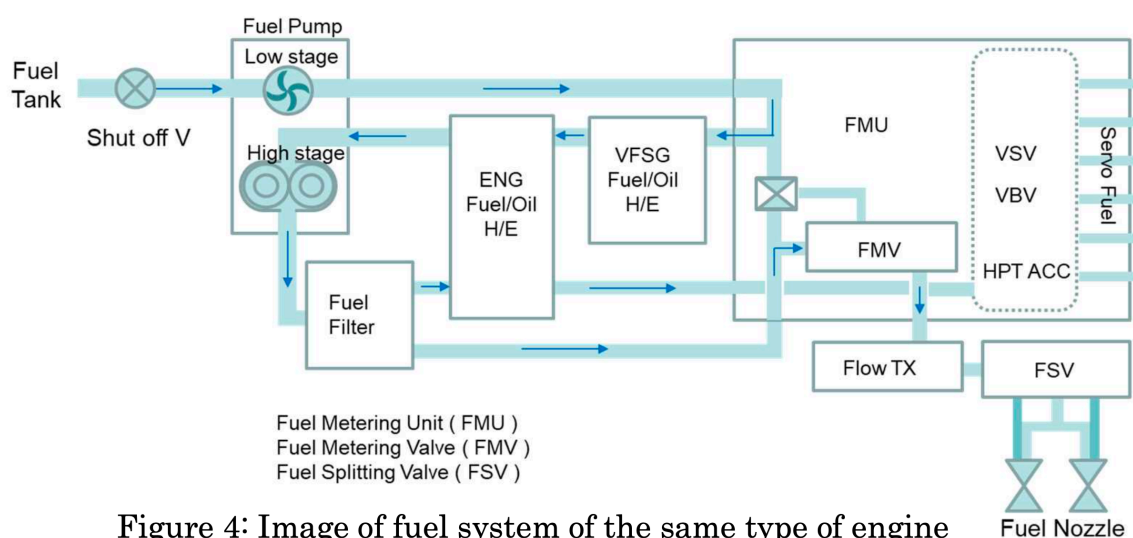 Fuel Pump
Low stage
Fuel
Tank
Shut off V
High stage
ENG
Fuel/Oil
H/E
VFSG
Fuel/Oil
H/E
FMU
VSV
VBV
HPT ACC
Servo Fuel
FMV
Fuel
Filter
Flow TX
FSV
Fuel Metering Unit ( FMU )
Fuel Metering Valve ( FMV )
Fuel Splitting Valve ( FSV )
Fuel Nozzle
Figure 4: Image of fuel system of the same type of engine